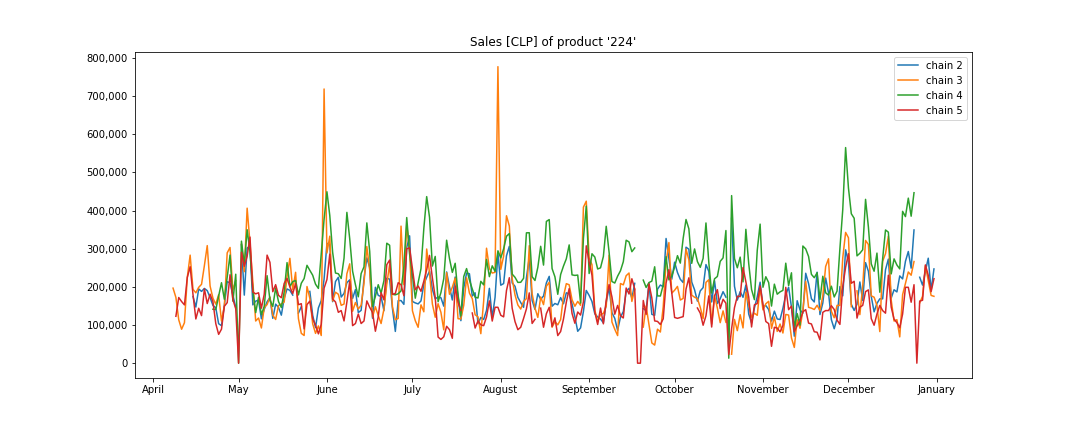 Sales [CLP] of product '224'
800,000
700,000
600,000
500,000
400,000
300,000
200,000
100,000
0
chain 2
chain 3
chain 4
chain 5
April
May
June
July
August
September
October
November
December
January